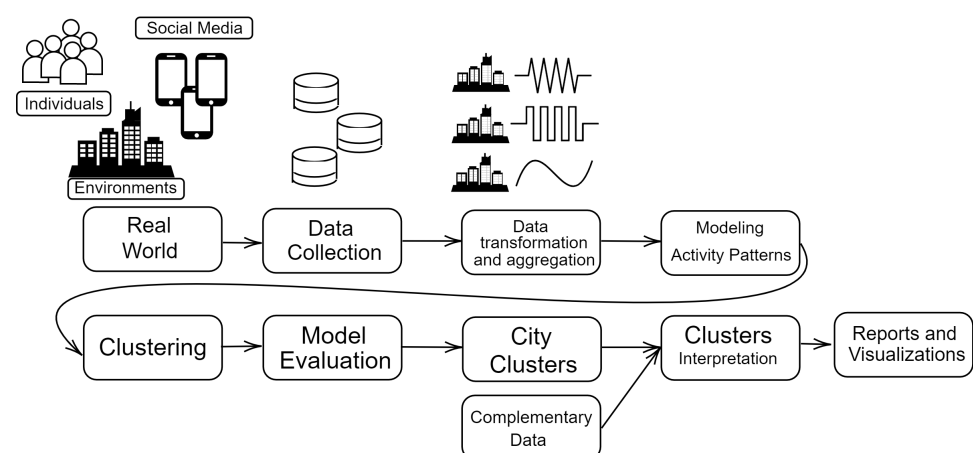 Social Media
Individuals
Environments
Real
World
Data
Collection
Data
transformation
and aggregation
Modeling
Activity Patterns
Clustering
Model
Evaluation
City
Clusters
Clusters
Interpretation
Reports and
Visualizations
Complementary
Data